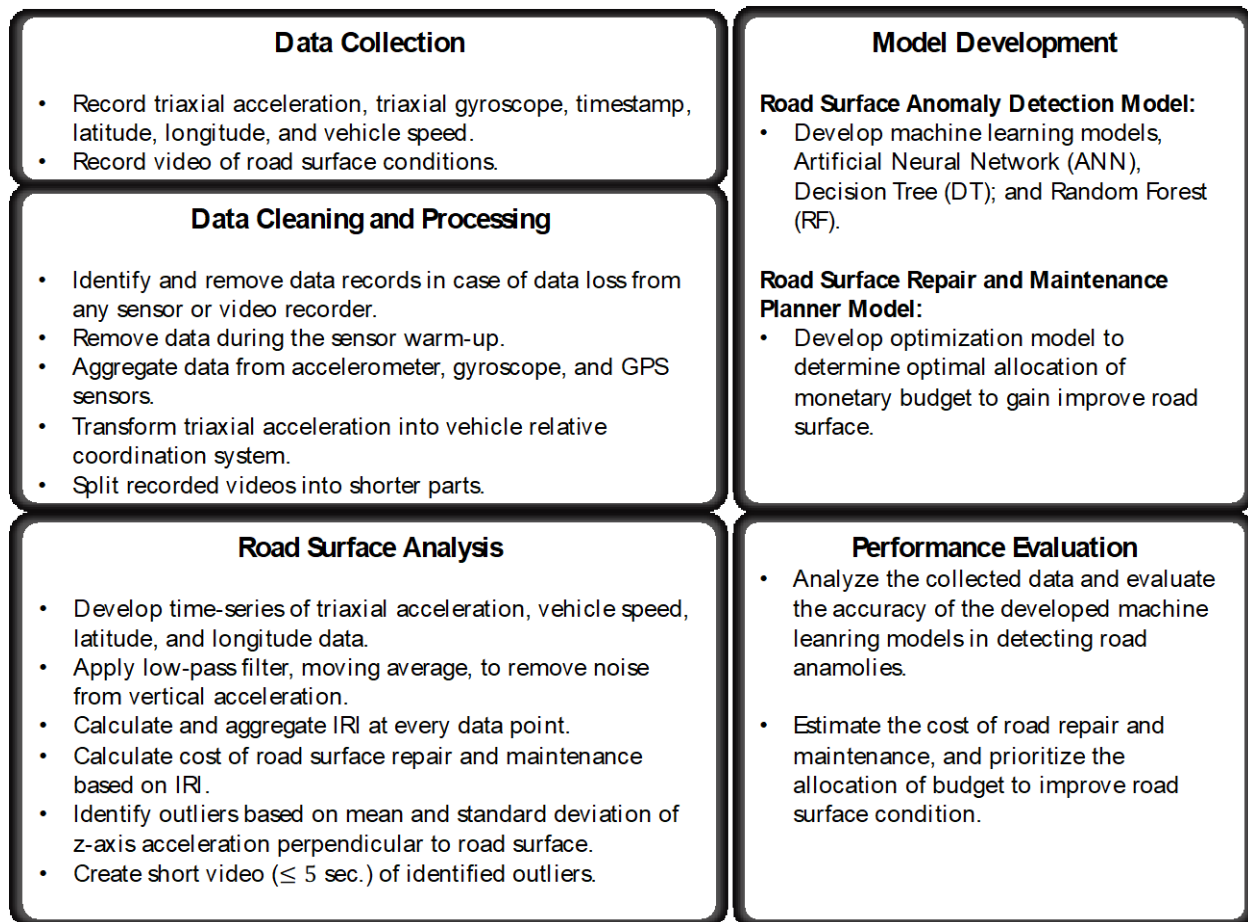 Data Collection
• Record triaxial acceleration, triaxial gyroscope, timestamp,
latitude, longitude, and vehicle speed.
• Record video of road surface conditions.
Data Cleaning and Processing
• Identify and remove data records in case of data loss from
any sensor or video recorder.
• Remove data during the sensor warm-up.
• Aggregate data from accelerometer, gyroscope, and GPS
sensors.
• Transform triaxial acceleration into vehicle relative
coordination system.
• Split recorded videos into shorter parts.
Road Surface Analysis
• Develop time-series of triaxial acceleration, vehicle speed,
latitude, and longitude data.
• Apply low-pass filter, moving average, to remove noise
from vertical acceleration.
• Calculate and aggregate IRI at every data point.
• Calculate cost of road surface repair and maintenance
based on IRI.
• Identify outliers based on mean and standard deviation of
z-axis acceleration perpendicular to road surface.
• Create short video (≤ 5 sec.) of identified outliers.
Model Development
Road Surface Anomaly Detection Model:
• Develop machine learning models,
Artificial Neural Network (ANN),
Decision Tree (DT); and Random Forest
(RF).
Road Surface Repair and Maintenance
Planner Model:
• Develop optimization model to
determine optimal allocation of
monetary budget to gain improve road
surface.
Performance Evaluation
• Analyze the collected data and evaluate
the accuracy of the developed machine
leanring models in detecting road
anamolies.
• Estimate the cost of road repair and
maintenance, and prioritize the
allocation of budget to improve road
surface condition.